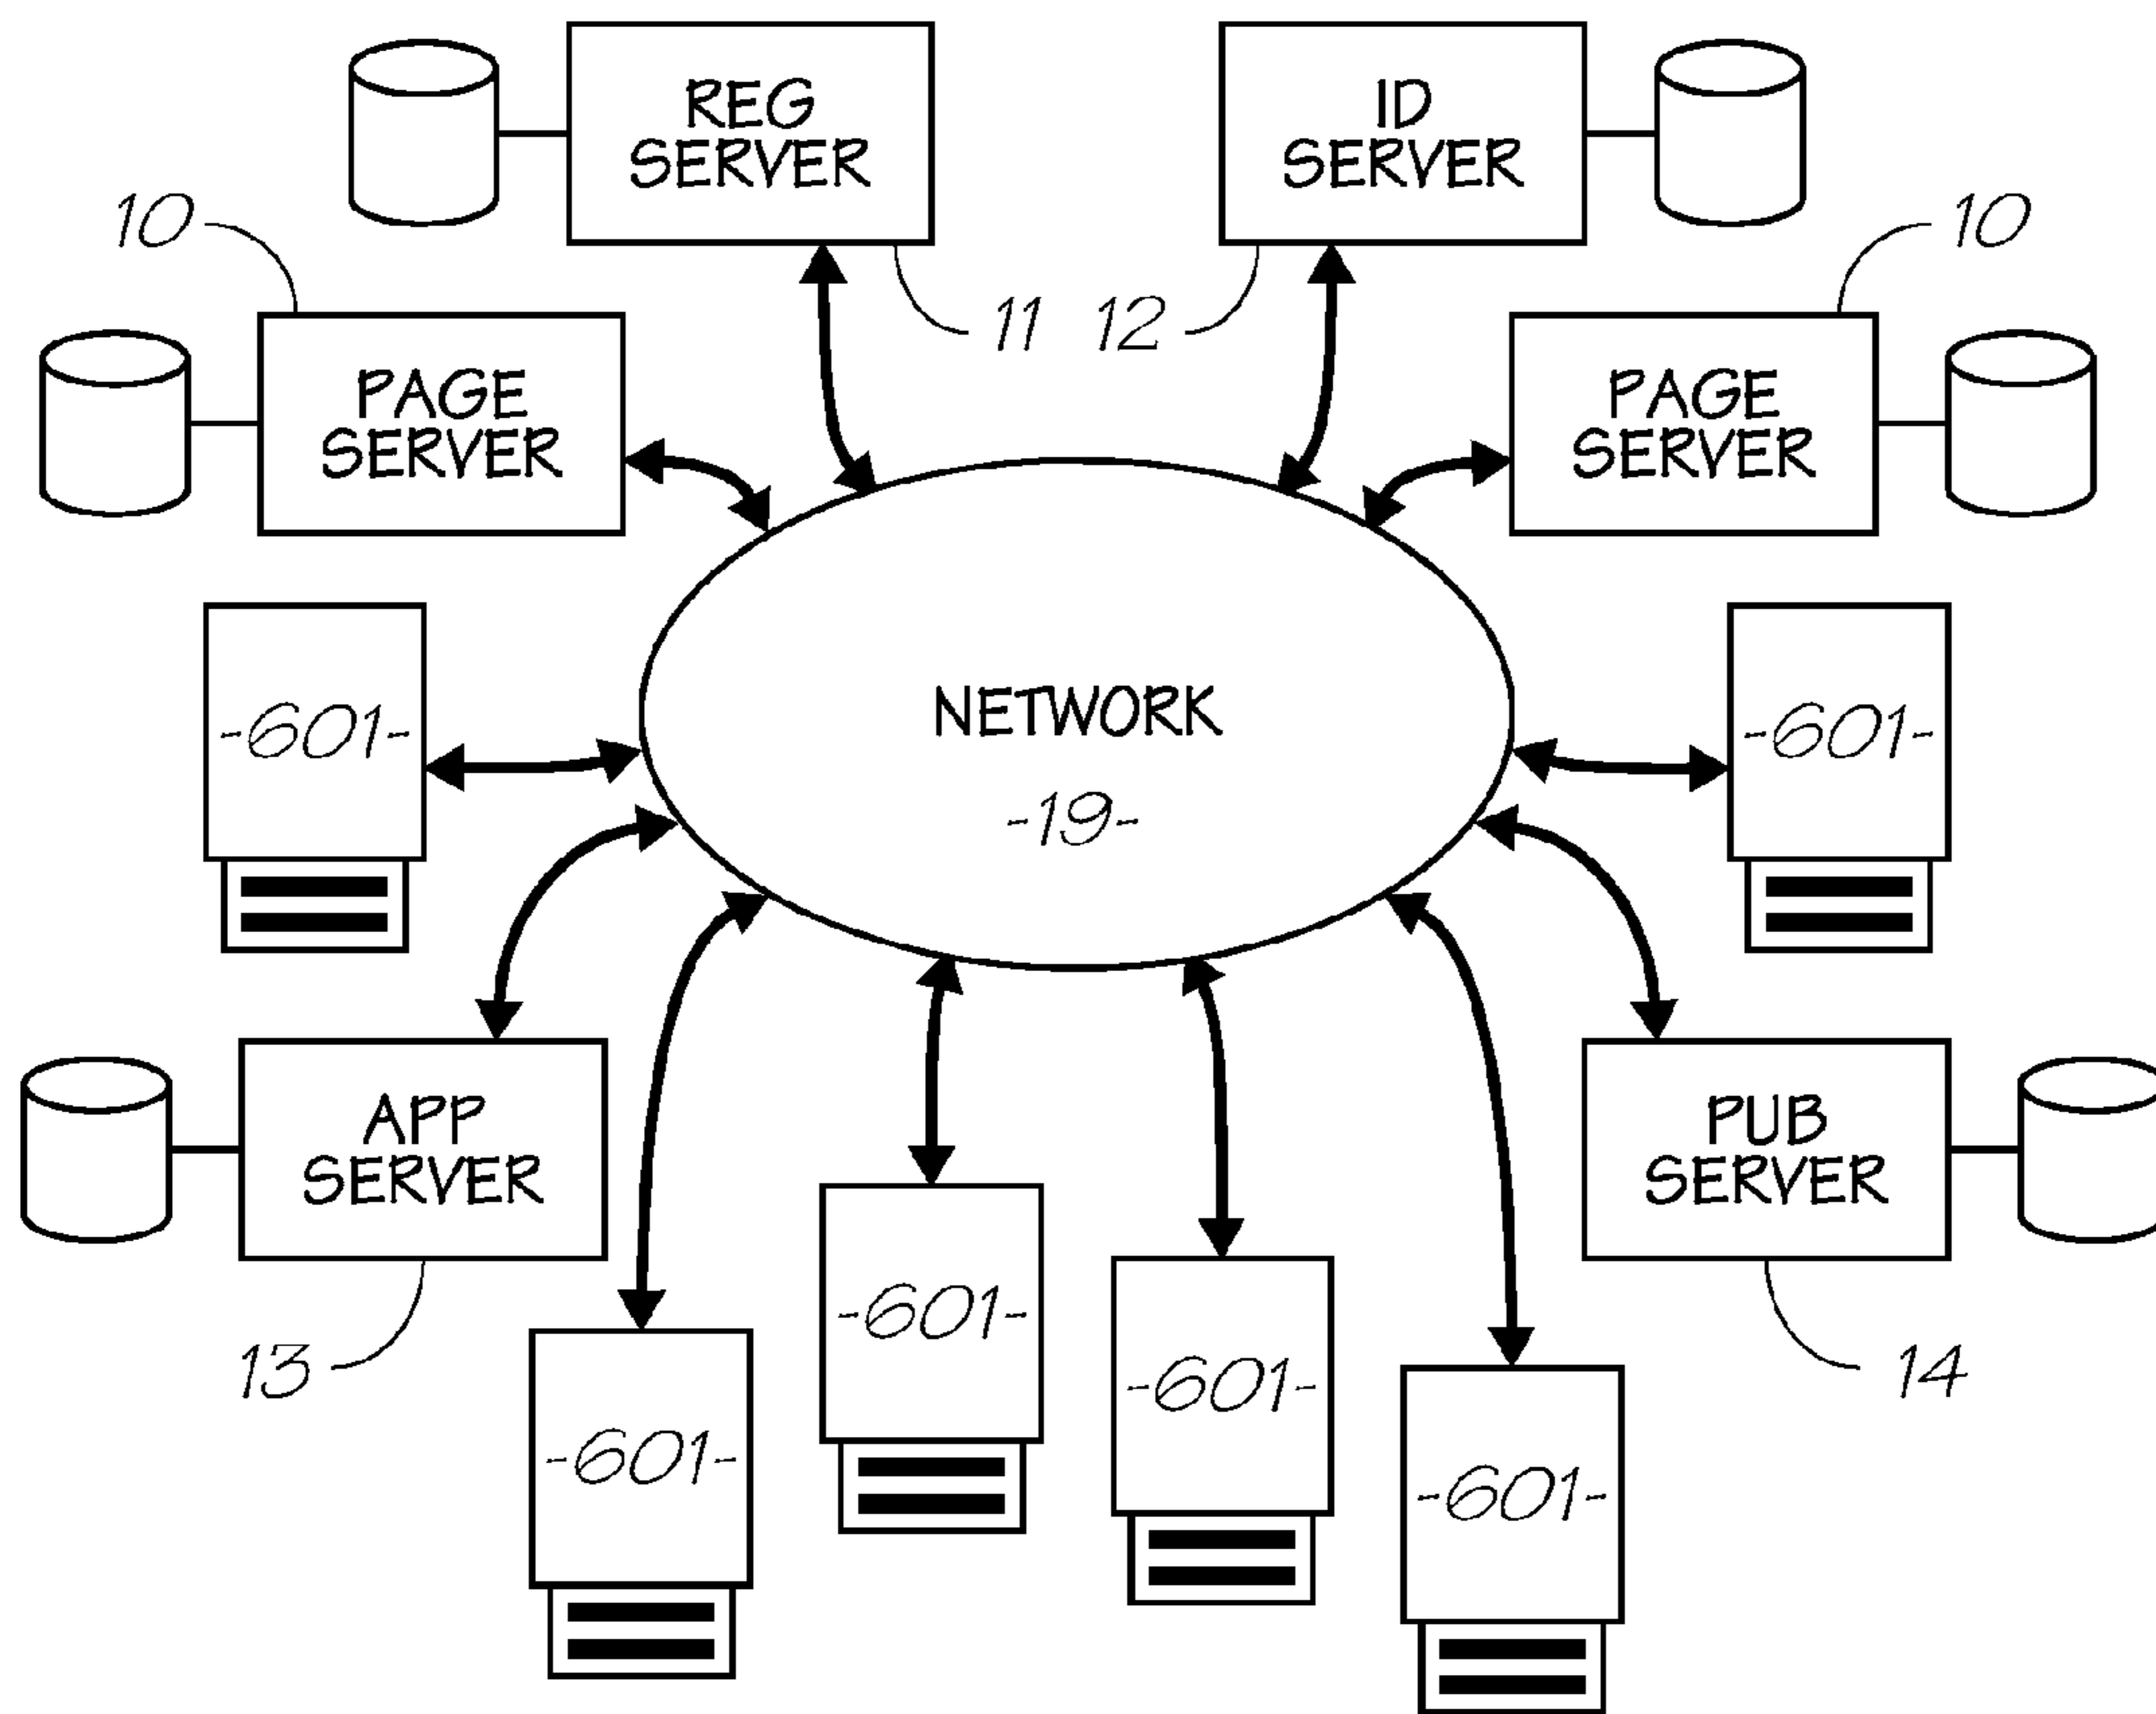 REG
SERVER
ID
SERVER
10
10
11
12
PAGE
SERVER
PAGE
SERVER
-601-
NETWORK
-19-
-601-
APP
SERVER
PUB
SERVER
13
-601-
-601-
-601-
-601-
14